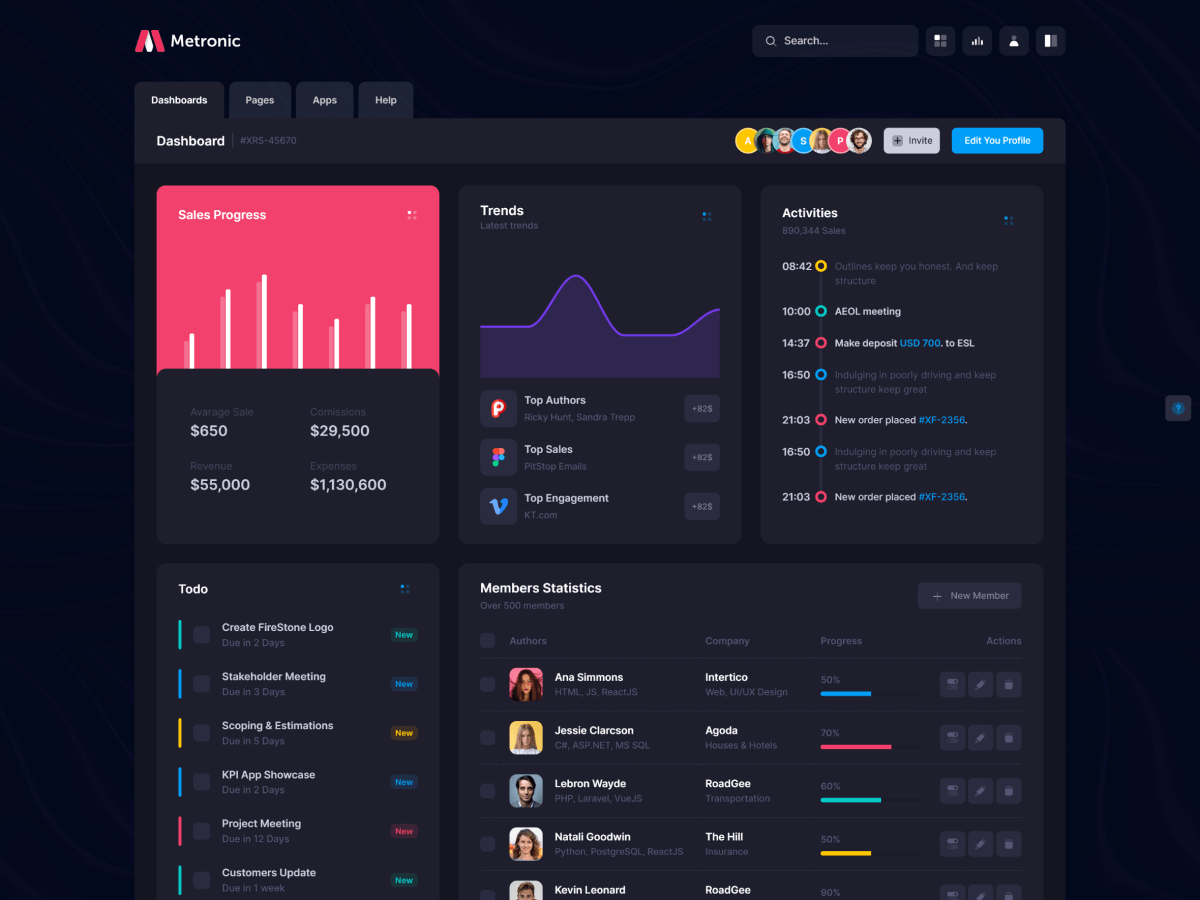 Metronic
Search...
Dashboards
Pages
Apps
Help
Dashboard
#XRS-45670
A
S
P
Invite
Edit You Profile
Sales Progress
Avarage Sale
Comissions
$650
$29,500
Revenue
Expenses
$55,000
$1,130,600
Trends
Latest trends
Top Authors
Ricky Hunt, Sandra Trepp
+82$
Top Sales
PitStop Emails
+82$
Top Engagement
KT.com
+82$
Activities
890,344 Sales
08:42
Outlines keep you honest. And keep
structure
10:00
AEOL meeting
14:37
Make deposit USD 700. to ESL
16:50
Indulging in poorly driving and keep
structure keep great
21:03
New order placed #XF-2356.
16:50
Indulging in poorly driving and keep
structure keep great
21:03
New order placed #XF-2356.
?
Todo
Create FireStone Logo
Due in 2 Days
New
Stakeholder Meeting
Due in 3 Days
New
Scoping & Estimations
Due in 5 Days
New
KPI App Showcase
Due in 2 Days
New
Project Meeting
Due in 12 Days
New
Customers Update
Due in 1 week
New
Members Statistics
Over 500 members
New Member
Authors
Company
Progress
Actions
Ana Simmons
HTML, JS, ReactJS
Intertico
Web, UI/UX Design
50%
Jessie Clarcson
C#, ASP.NET, MS SQL
Agoda
Houses & Hotels
70%
Lebron Wayde
PHP, Laravel, VueJS
RoadGee
Transportation
60%
Natali Goodwin
Python, PostgreSQL, ReactJS
The Hill
Insurance
50%
Kevin Leonard
RoadGee
90%